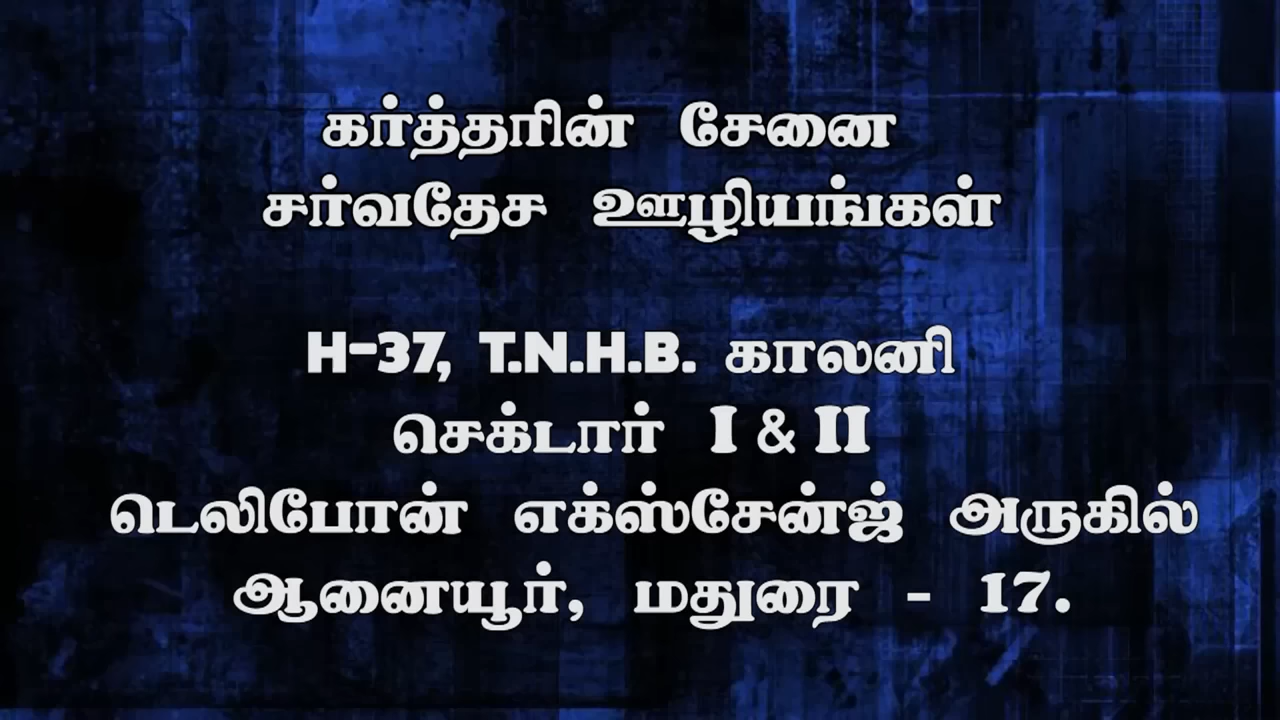 கர்த்தரின் சேனை
சர்வதேச ஊழியங்கள்
H-37, T.N.H.B. காலனி
செக்டார் I & II
டெலிபோன் எக்ஸ்சேன்ஜ் அருகில்
ஆனையூர், மதுரை - 17.